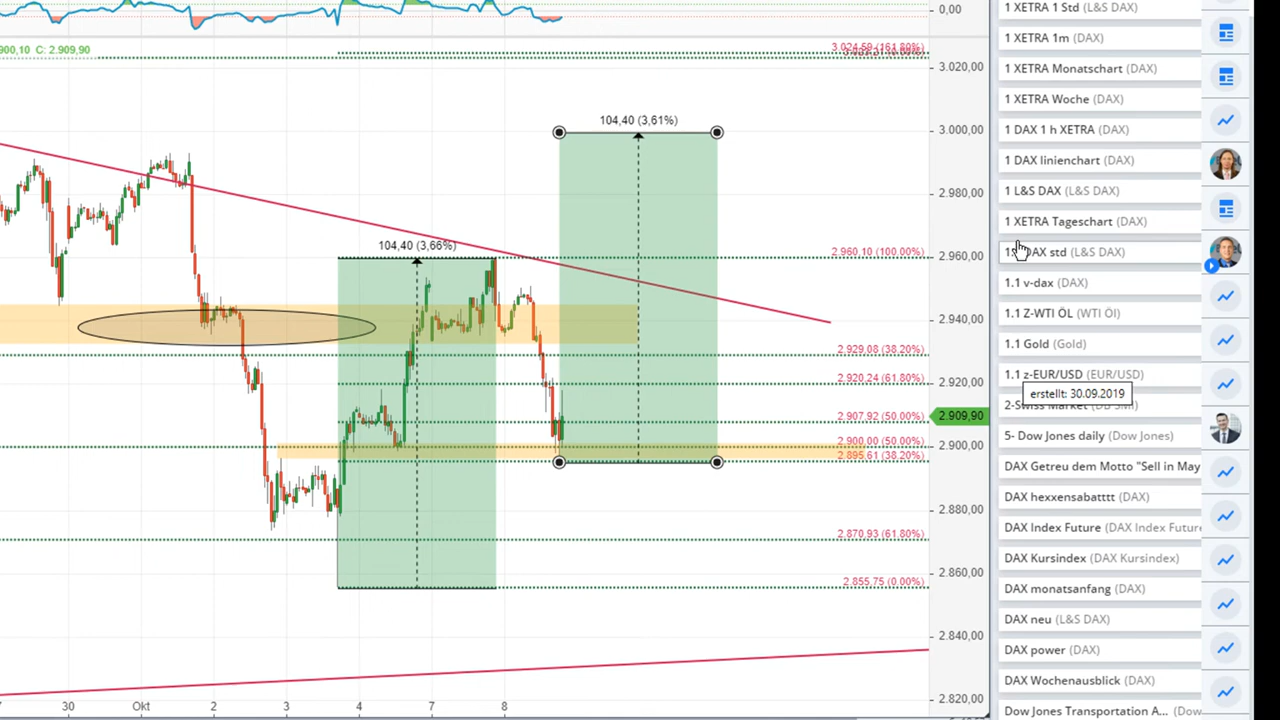 0,00
900,10 C: 2.909,90
3.024,59 (161.80%)
3.020,00
3.000,00
2.980,00
2.960,00
2.940,00
2.920,00
2.909,90
2.900,00
2.880,00
2.860,00
2.840,00
2.820,00
104,40 (3,61%)
104,40 (3,66%)
2.960,10 (100.00%)
2.929,08 (38.20%)
2.920,24 (61.80%)
2.907,92 (50.00%)
2.900,00 (50.00%)
2.895,61 (38.20%)
2.870,93 (61.80%)
2.855,75 (0.00%)
30 Okt 2 3 4 7 8
1 XETRA 1 Std (L&S DAX)
1 XETRA 1m (DAX)
1 XETRA Monatschart (DAX)
1 XETRA Woche (DAX)
1 DAX 1 h XETRA (DAX)
1 DAX linienchart (DAX)
1 L&S DAX (L&S DAX)
1 XETRA Tageschart (DAX)
DAX std (L&S DAX)
1.1 v-dax (DAX)
1.1 Z-WTI ÖL (WTI Öl)
1.1 Gold (Gold)
1.1 z-EUR/USD (EUR/USD)
erstellt: 30.09.2019
5- Dow Jones daily (Dow Jones)
DAX Getreu dem Motto "Sell in May
DAX hexxensabatttt (DAX)
DAX Index Future (DAX Index Future
DAX Kursindex (DAX Kursindex)
DAX monatsanfang (DAX)
DAX neu (L&S DAX)
DAX power (DAX)
DAX Wochenausblick (DAX)
Dow Jones Transportation A... (Dow